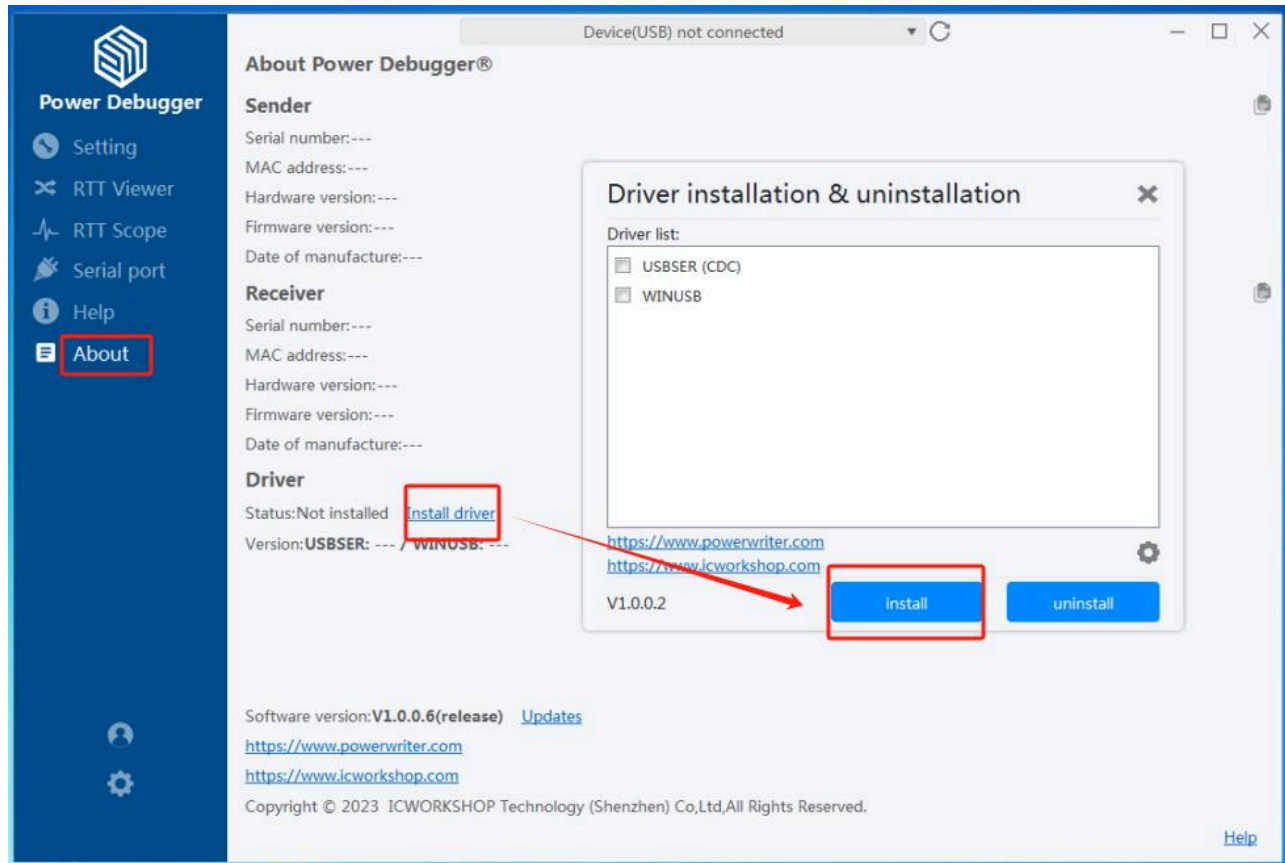 Device(USB) not connected
Power Debugger
Setting
RTT Viewer
RTT Scope
Serial port
Help
About
About Power Debugger®
Sender
Serial number:---
MAC address:---
Hardware version:---
Firmware version:---
Date of manufacture:---
Receiver
Serial number:---
MAC address:---
Hardware version:---
Firmware version:---
Date of manufacture:---
Driver
Status:Not installed Install driver
Version:USBSER: --- / WINUSB: ---
Driver installation & uninstallation
Driver list:
USBSER (CDC)
WINUSB
https://www.powerwriter.com
https://www.icworkshop.com
V1.0.0.2 install uninstall
Software version:V1.0.0.6(release) Updates
https://www.powerwriter.com
https://www.icworkshop.com
Copyright © 2023 ICWORKSHOP Technology (Shenzhen) Co,Ltd,All Rights Reserved.
Help